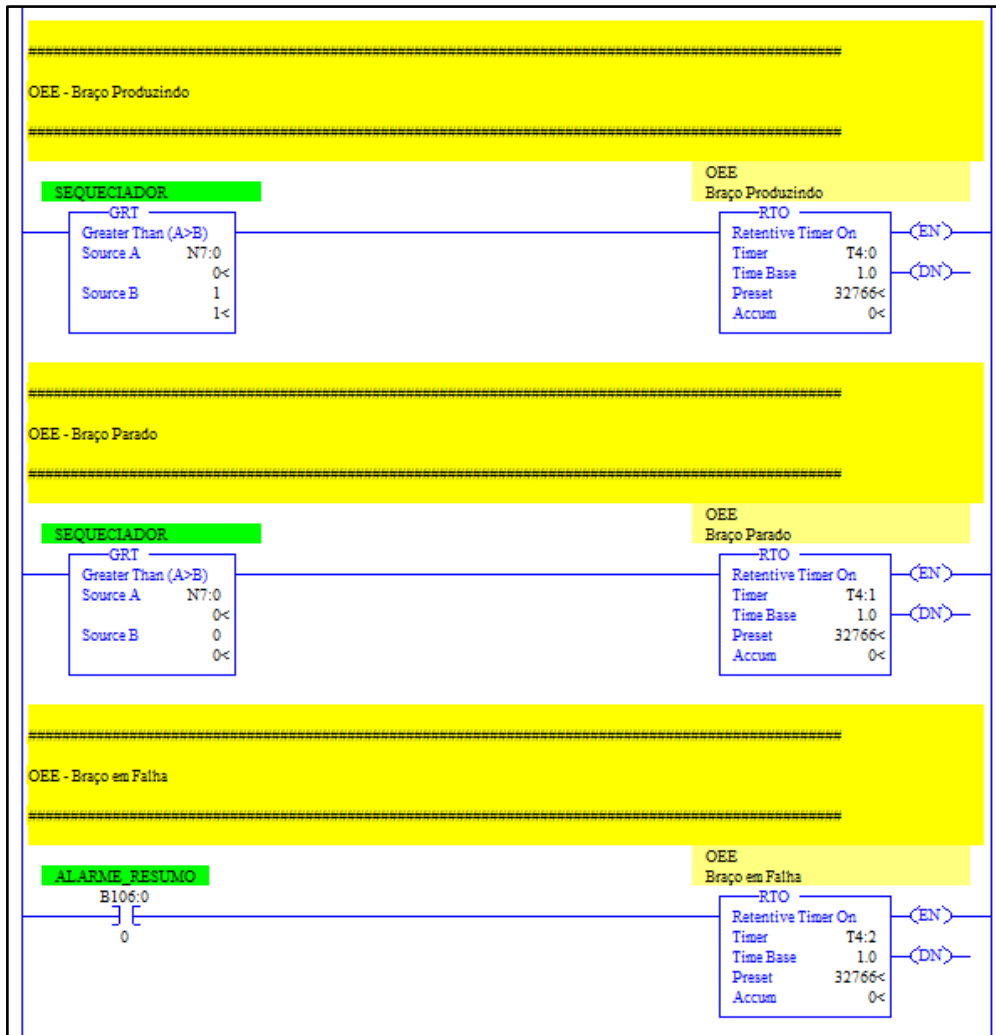 ####################################################################################################
OEE - Braço Produzindo
####################################################################################################
SEQUECIADOR
GRT
Greater Than (A>B)
Source A N7:0
0<
Source B 1
1<
OEE
Braço Produzindo
RTO
Retentive Timer On
Timer T4:0
Time Base 1.0
Preset 32766<
Accum 0<
EN
DN
####################################################################################################
OEE - Braço Parado
####################################################################################################
SEQUECIADOR
GRT
Greater Than (A>B)
Source A N7:0
0<
Source B 0
0<
OEE
Braço Parado
RTO
Retentive Timer On
Timer T4:1
Time Base 1.0
Preset 32766<
Accum 0<
EN
DN
####################################################################################################
OEE - Braço em Falha
####################################################################################################
ALARME_RESUMO
B106:0
0
OEE
Braço em Falha
RTO
Retentive Timer On
Timer T4:2
Time Base 1.0
Preset 32766<
Accum 0<
EN
DN